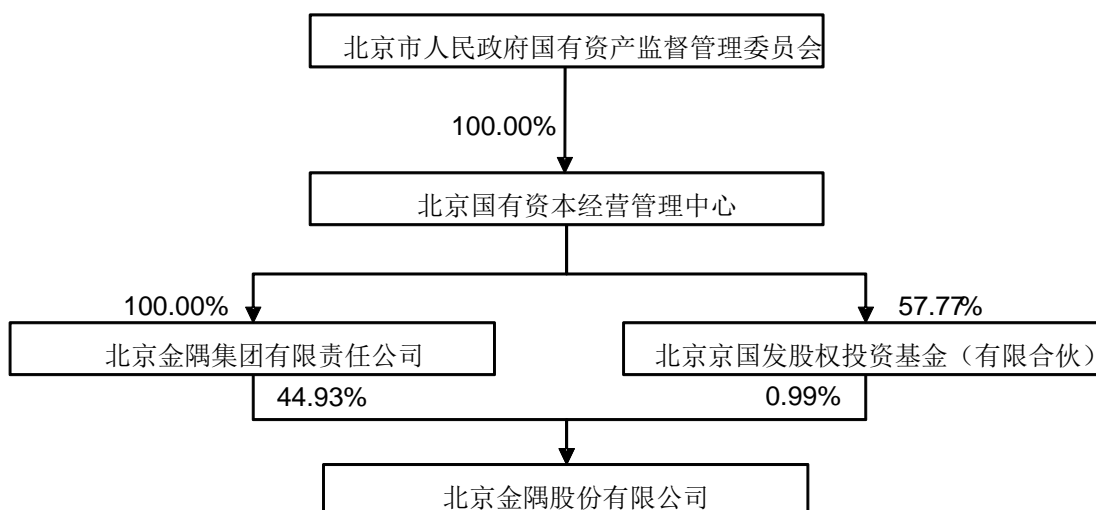 北京市人民政府国有资产监督管理委员会
100.00%
北京国有资本经营管理中心
100.00%
57.77%
北京金隅集团有限责任公司
北京京国发股权投资基金（有限合伙）
44.93%
0.99%
北京金隅股份有限公司